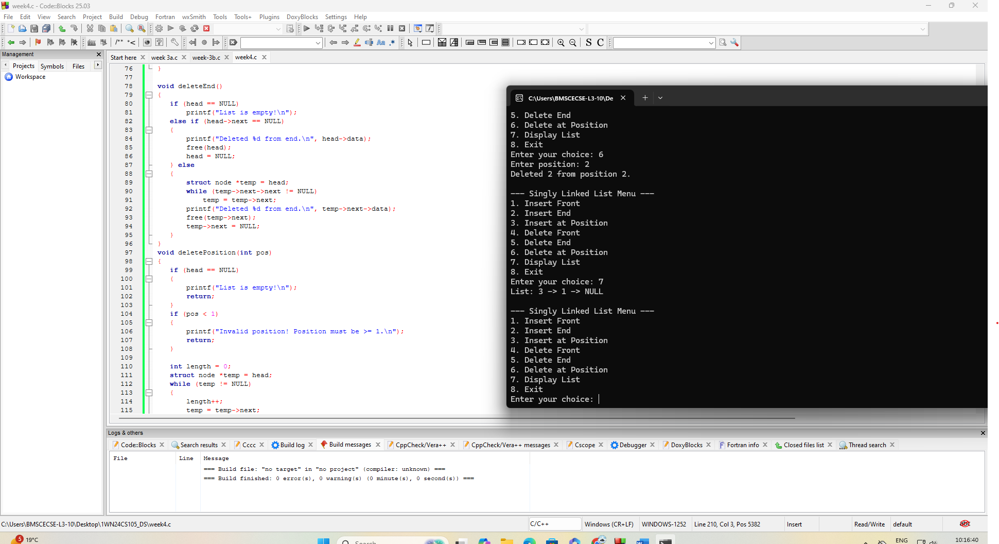 week4.c - Code::Blocks 25.03
File Edit View Search Project Build Debug Fortran wxSmith Tools Tools+ Plugins DoxyBlocks Settings Help
/** *<
Aa .*
S C
Management
Projects Symbols Files
Workspace
Start here week 3a.c week-3b.c week4.c
76 }
77
78 void deleteEnd()
79 {
80 if (head == NULL)
81 printf("List is empty!\n");
82 else if (head->next == NULL)
83 {
84 printf("Deleted %d from end.\n", head->data);
85 free(head);
86 head = NULL;
87 } else
88 {
89 struct node *temp = head;
90 while (temp->next->next != NULL)
91 temp = temp->next;
92 printf("Deleted %d from end.\n", temp->next->data);
93 free(temp->next);
94 temp->next = NULL;
95 }
96 }
97 void deletePosition(int pos)
98 {
99 if (head == NULL)
100 {
101 printf("List is empty!\n");
102 return;
103 }
104 if (pos < 1)
105 {
106 printf("Invalid position! Position must be >= 1.\n");
107 return;
108 }
109
110 int length = 0;
111 struct node *temp = head;
112 while (temp != NULL)
113 {
114 length++;
115 temp = temp->next;
C:\Users\BMSCECSE-L3-10\De
5. Delete End
6. Delete at Position
7. Display List
8. Exit
Enter your choice: 6
Enter position: 2
Deleted 2 from position 2.
--- Singly Linked List Menu ---
1. Insert Front
2. Insert End
3. Insert at Position
4. Delete Front
5. Delete End
6. Delete at Position
7. Display List
8. Exit
Enter your choice: 7
List: 3 -> 1 -> NULL
--- Singly Linked List Menu ---
1. Insert Front
2. Insert End
3. Insert at Position
4. Delete Front
5. Delete End
6. Delete at Position
7. Display List
8. Exit
Enter your choice:
Logs & others
Code::Blocks Search results Cccc Build log Build messages CppCheck/Vera++ CppCheck/Vera++ messages Cscope Debugger DoxyBlocks Fortran info Closed files list Thread search
File Line Message
=== Build file: "no target" in "no project" (compiler: unknown) ===
=== Build finished: 0 error(s), 0 warning(s) (0 minute(s), 0 second(s)) ===
C:\Users\BMSCECSE-L3-10\Desktop\1WN24CS105_DS\week4.c C/C++ Windows (CR+LF) WINDOWS-1252 Line 210, Col 3, Pos 5382 Insert Read/Write default abc
5 19°C Search ENG 10:16:40